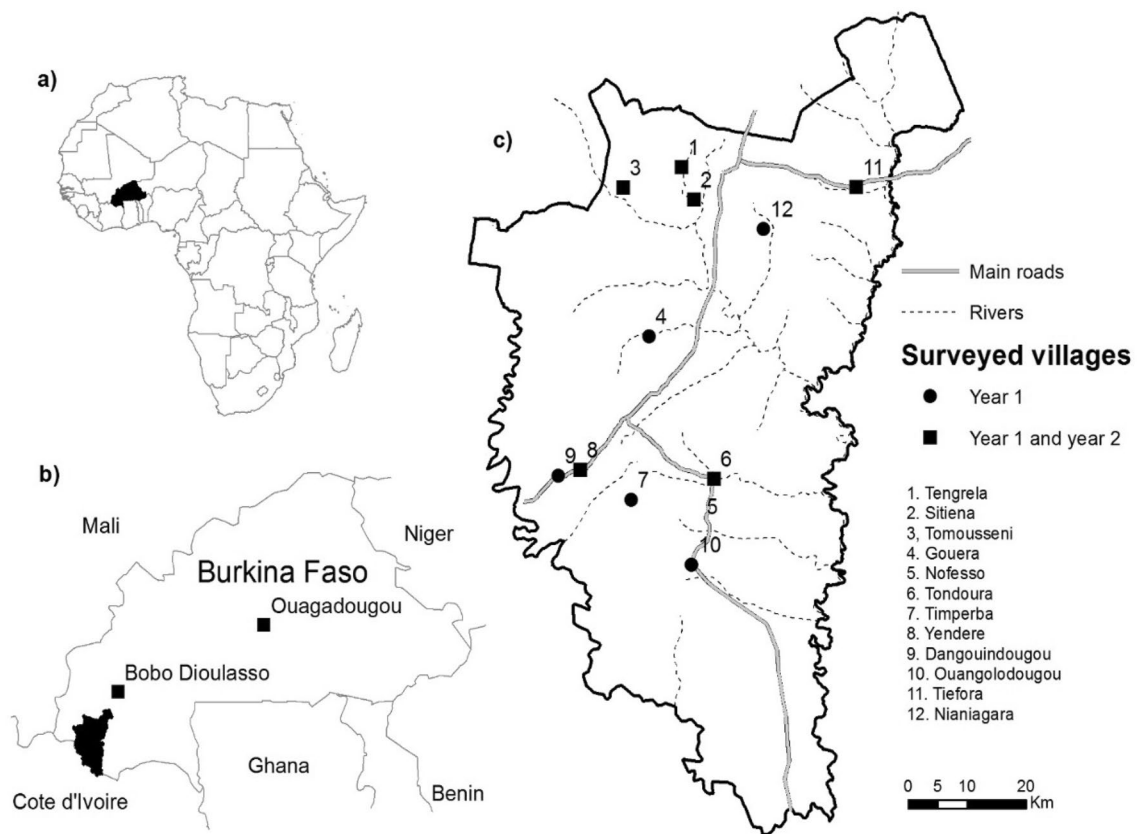 a)
b)
Mali
Niger
Burkina Faso
Ouagadougou
Bobo Dioulasso
Ghana
Benin
Cote d'Ivoire
c)
1
2
3
11
12
4
9
8
7
6
5
10
Main roads
Rivers
Surveyed villages
Year 1
Year 1 and year 2
1. Tengrela
2. Sitiena
3, Tomousseni
4. Gouera
5. Nofesso
6. Tondoura
7. Timperba
8. Yendere
9. Dangouindougou
10. Ouangolodougou
11. Tiefora
12. Nianiagara
0 5 10 20
Km